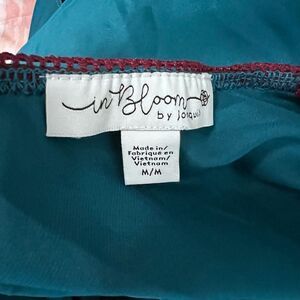 in Bloom
by Jonquil
Made in/
Fabriqué en
Vietnam/
Vietnam
M/M